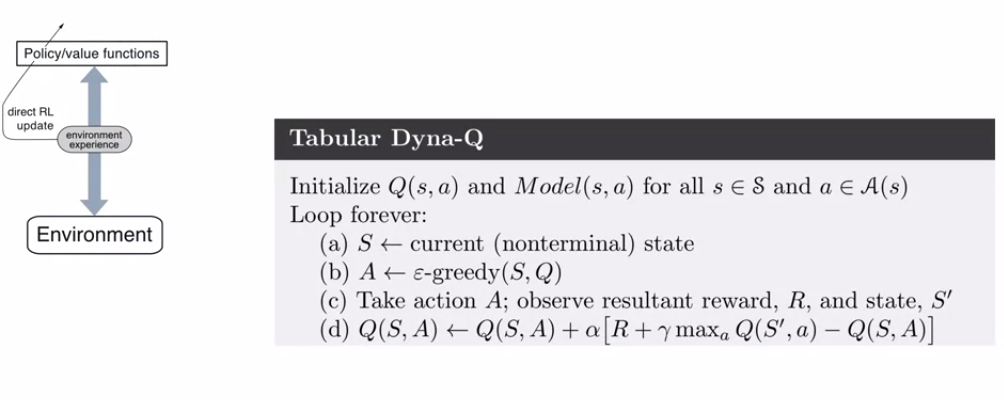 Policy/value functions
direct RL
update
environment
experience
Environment
Tabular Dyna-Q
Initialize Q(s, a) and Model(s, a) for all s ∈ 𝒮 and a ∈ 𝒜(s)
Loop forever:
(a) S ← current (nonterminal) state
(b) A ← ε-greedy(S, Q)
(c) Take action A; observe resultant reward, R, and state, S′
(d) Q(S, A) ← Q(S, A) + α[R + γ maxₐ Q(S′, a) − Q(S, A)]